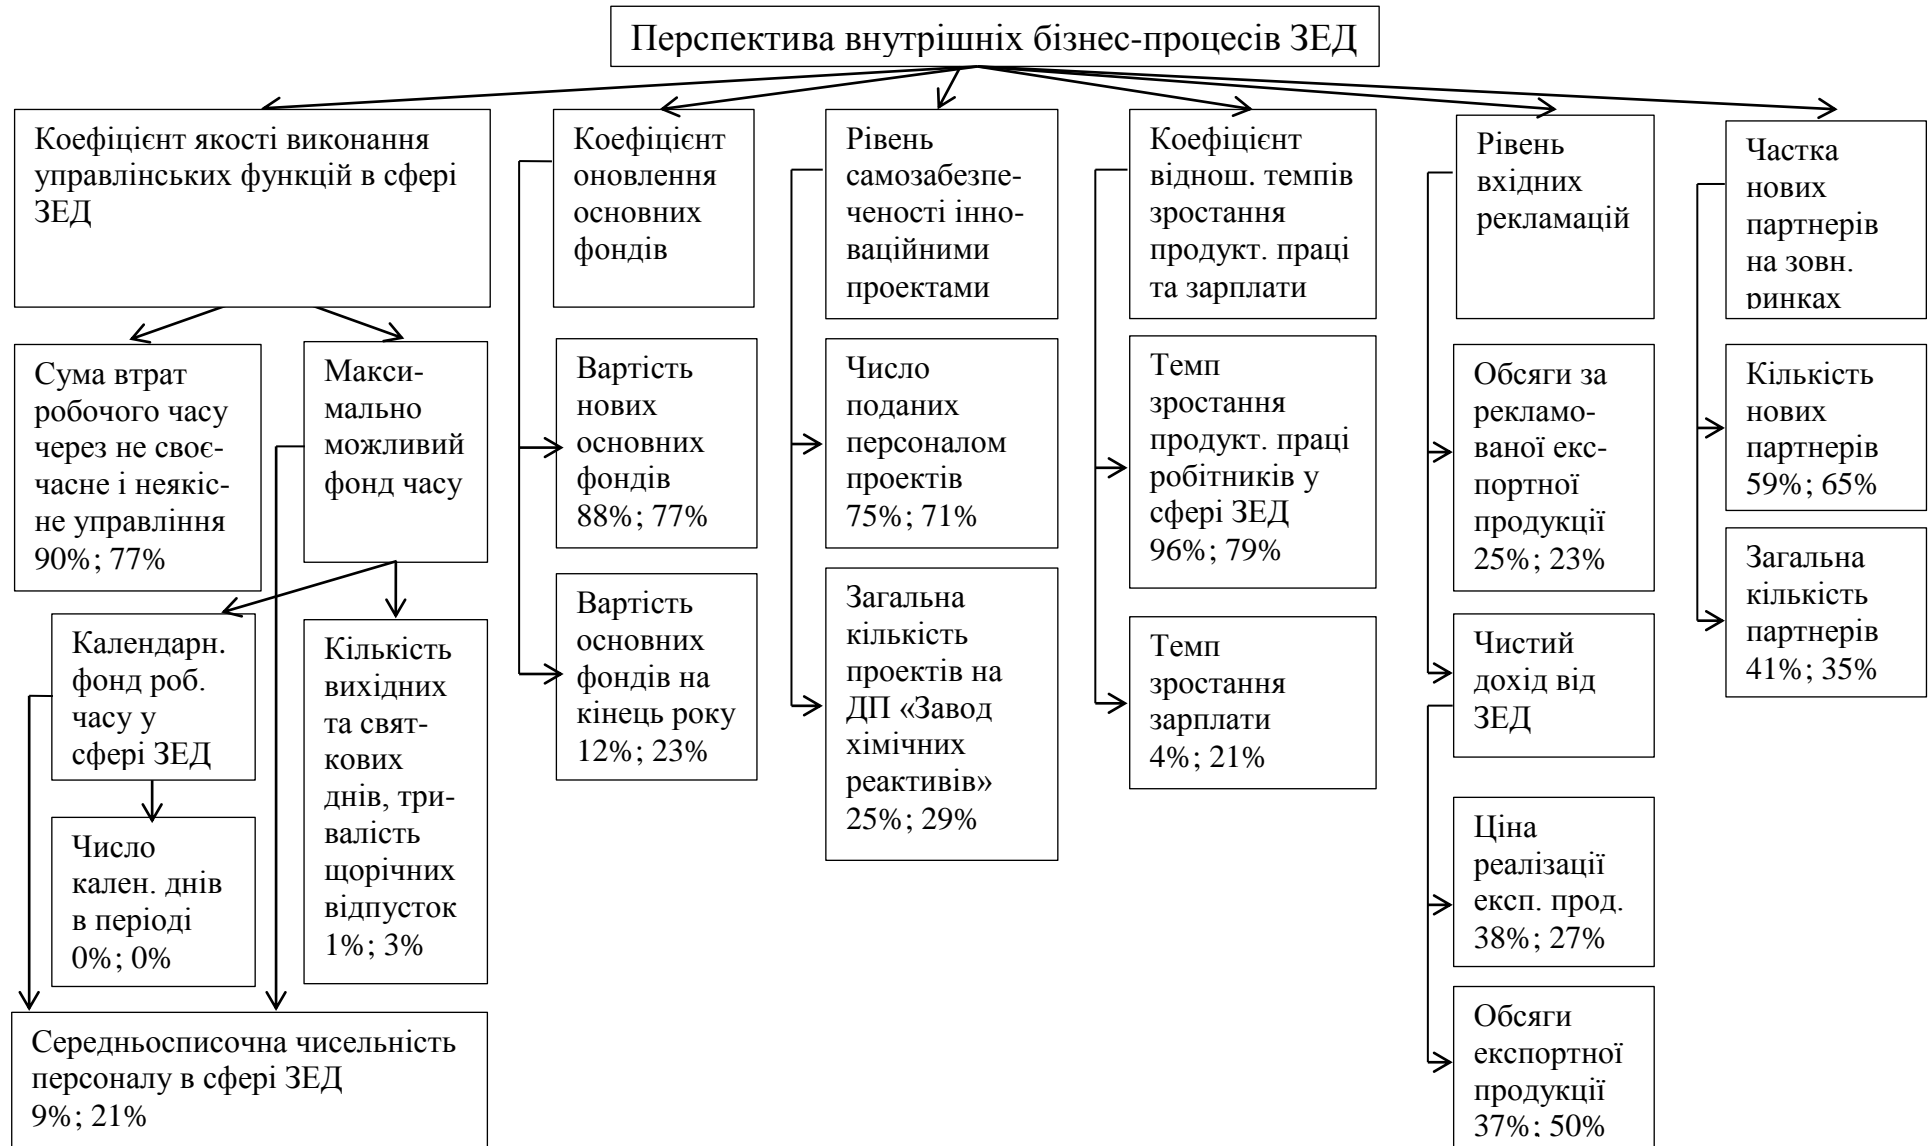 Перспектива внутрішніх бізнес-процесів ЗЕД
Коефіцієнт якості виконання
управлінських функцій в сфері
ЗЕД
Коефіцієнт
оновлення
основних
фондів
Рівень
самозабезпе-
ченості інно-
ваційними
проектами
Коефіцієнт
віднош. темпів
зростання
продукт. праці
та зарплати
Рівень
вхідних
рекламацій
Частка
нових
партнерів
на зовн.
ринках
Сума втрат
робочого часу
через не своє-
часне і неякіс-
не управління
90%; 77%
Макси-
мально
можливий
фонд часу
Вартість
нових
основних
фондів
88%; 77%
Число
поданих
персоналом
проектів
75%; 71%
Темп
зростання
продукт. праці
робітників у
сфері ЗЕД
96%; 79%
Обсяги за
рекламо-
ваної екс-
портної
продукції
25%; 23%
Кількість
нових
партнерів
59%; 65%
Календарн.
фонд роб.
часу у
сфері ЗЕД
Кількість
вихідних
та свят-
кових
днів, три-
валість
щорічних
відпусток
1%; 3%
Вартість
основних
фондів на
кінець року
12%; 23%
Загальна
кількість
проектів на
ДП «Завод
хімічних
реактивів»
25%; 29%
Темп
зростання
зарплати
4%; 21%
Чистий
дохід від
ЗЕД
Загальна
кількість
партнерів
41%; 35%
Число
кален. днів
в періоді
0%; 0%
Ціна
реалізації
експ. прод.
38%; 27%
Середньосписочна чисельність
персоналу в сфері ЗЕД
9%; 21%
Обсяги
експортної
продукції
37%; 50%